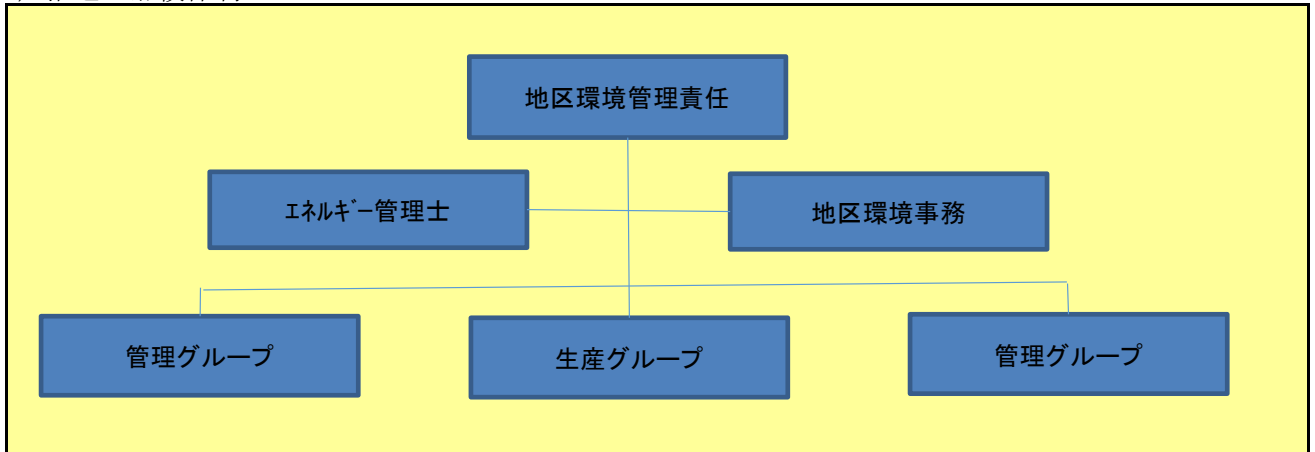 地区環境管理責任
ｴﾈﾙｷﾞｰ管理士
地区環境事務
管理グループ
生産グループ
管理グループ